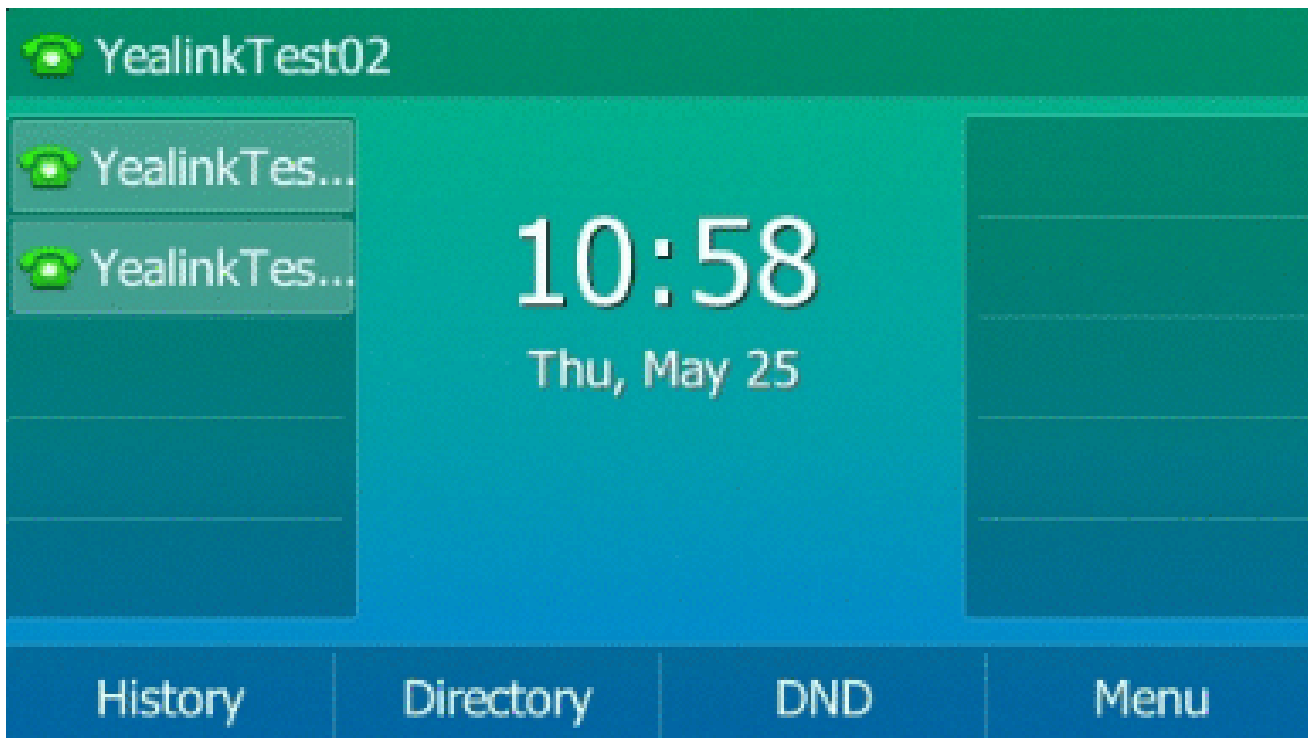 YealinkTest02
YealinkTes...
YealinkTes...
10:58
Thu, May 25
History Directory DND Menu